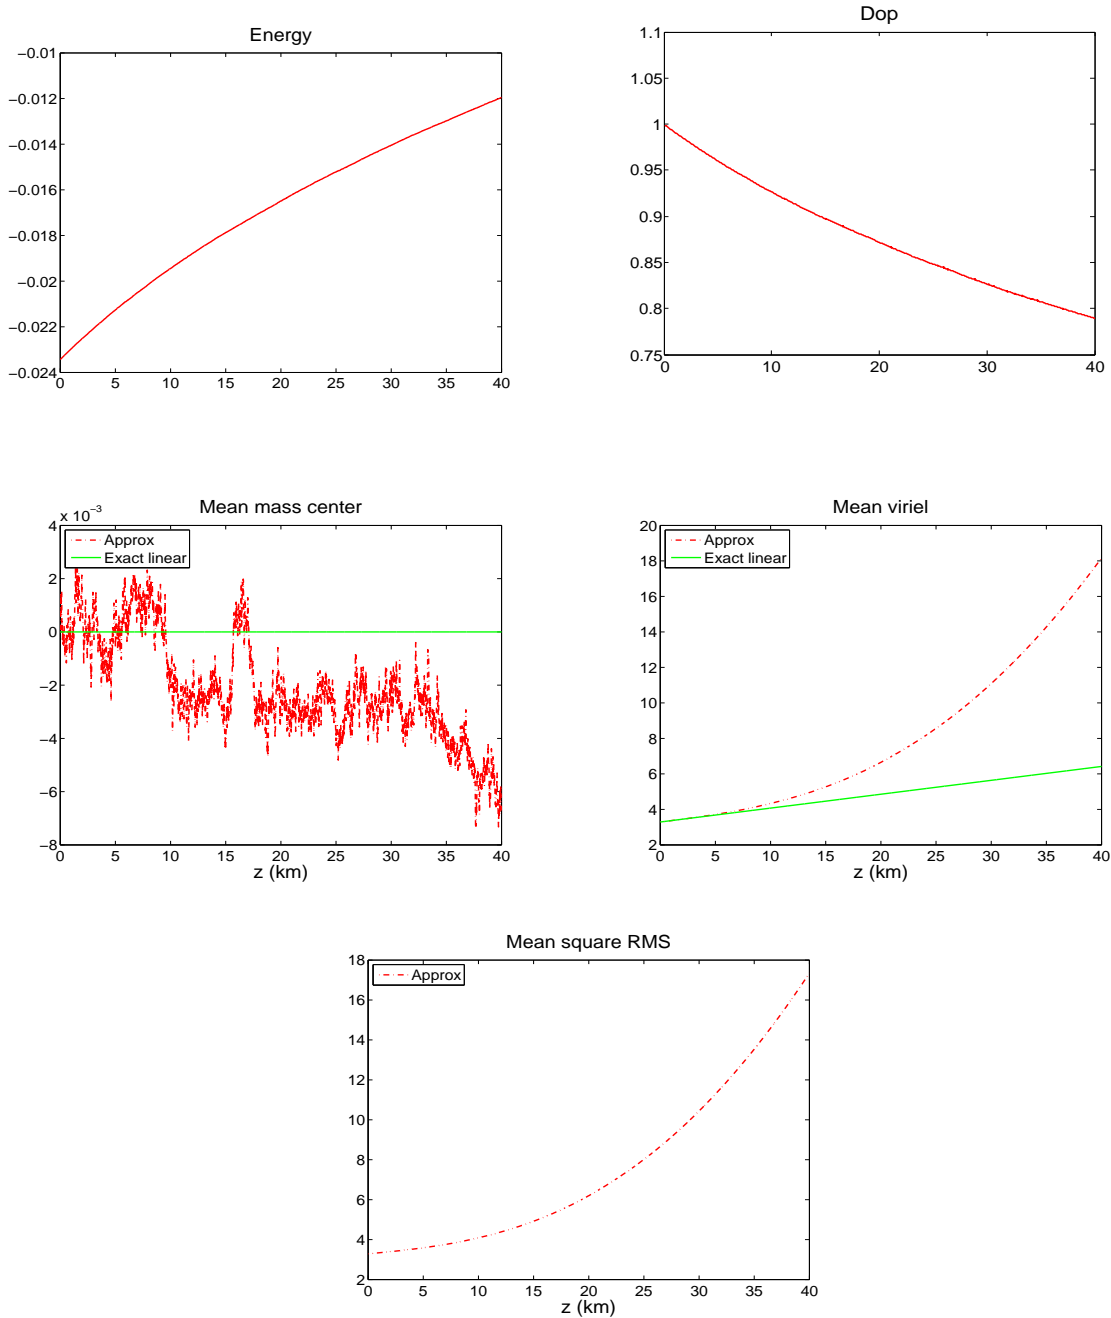 Energy
−0.01
−0.012
−0.014
−0.016
−0.018
−0.02
−0.022
−0.024
0 5 10 15 20 25 30 35 40
Dop
1.1
1.05
1
0.95
0.9
0.85
0.8
0.75
0 10 20 30 40
Mean mass center
x 10⁻³
4
2
0
−2
−4
−6
−8
Approx
Exact linear
0 5 10 15 20 25 30 35 40
z (km)
Mean viriel
20
18
16
14
12
10
8
6
4
2
Approx
Exact linear
0 5 10 15 20 25 30 35 40
z (km)
Mean square RMS
18
16
14
12
10
8
6
4
2
Approx
0 5 10 15 20 25 30 35 40
z (km)